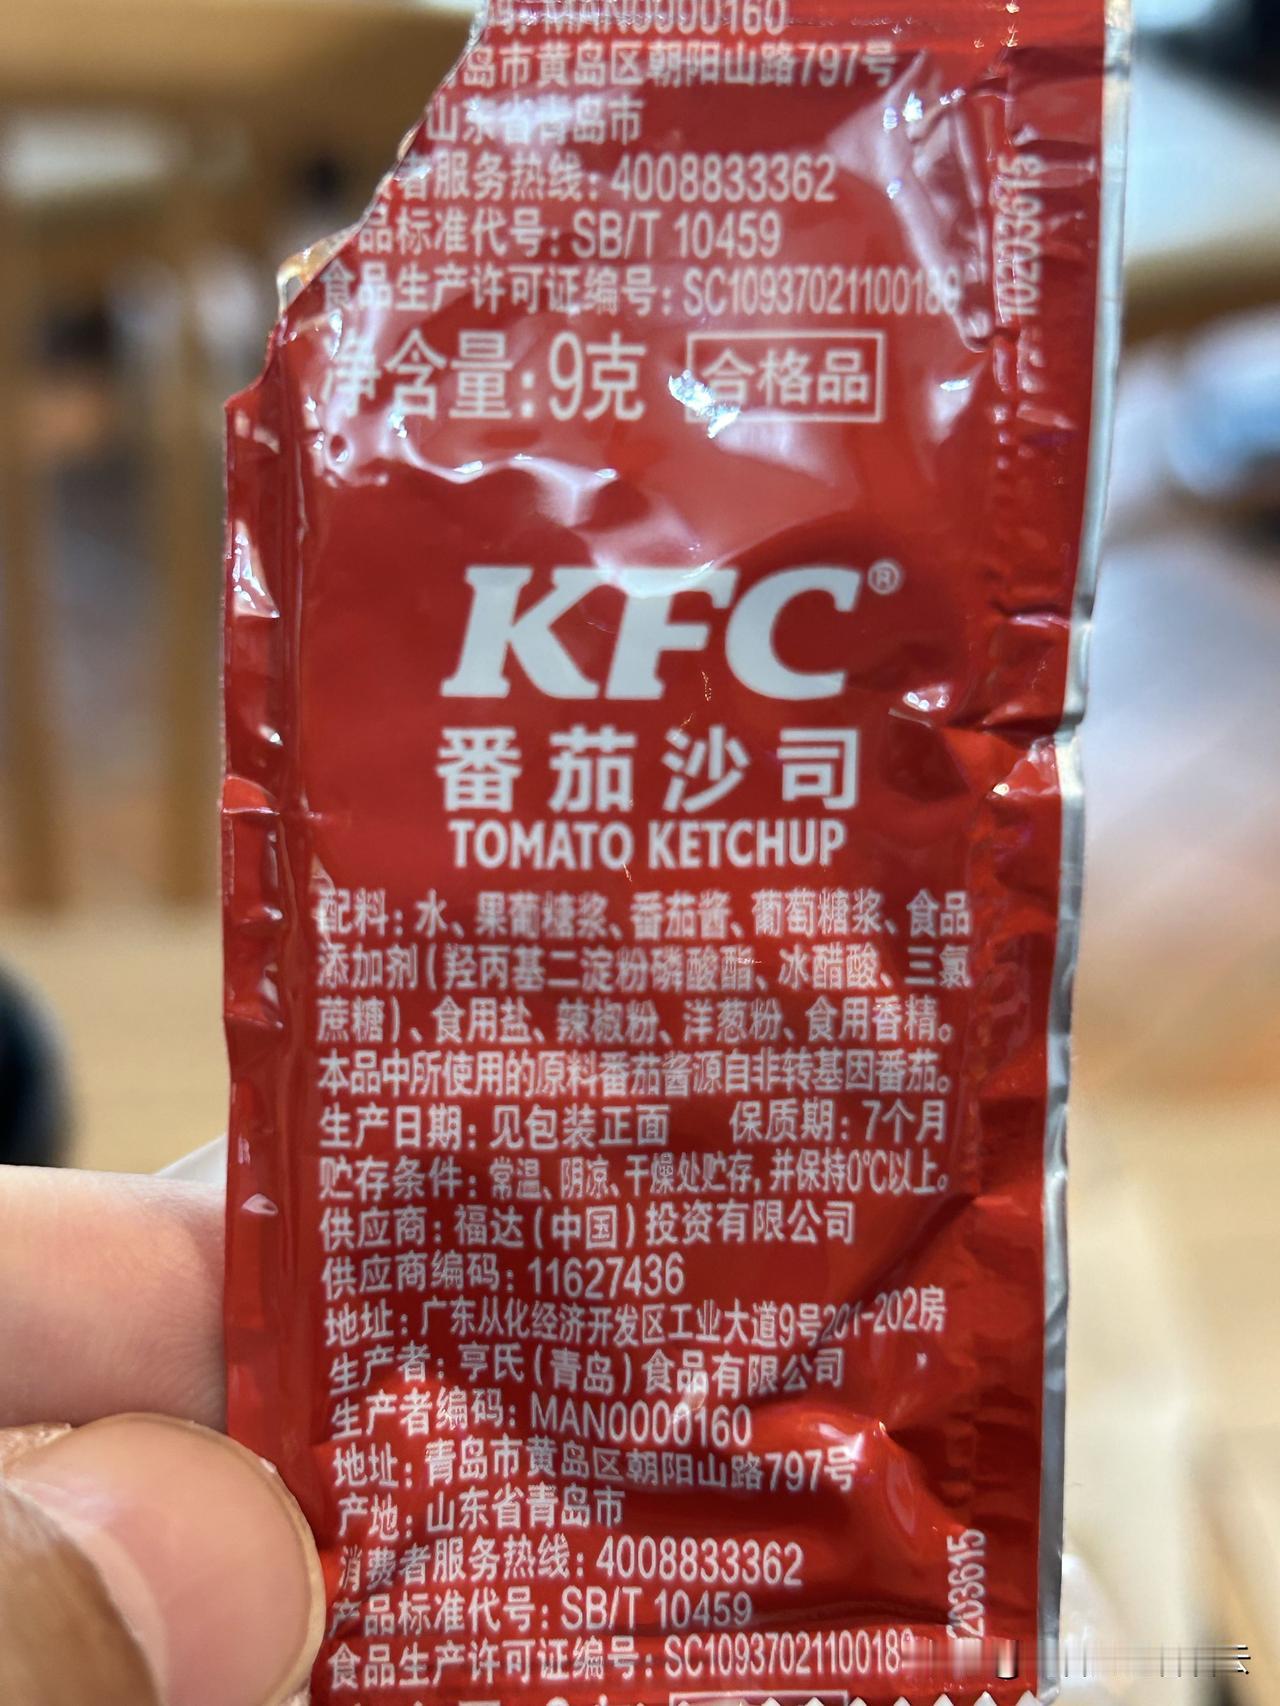 MAN0000160
岛市黄岛区朝阳山路797号
山东省青岛市
者服务热线：4008833362
品标准代号：SB/T 10459
食品生产许可证编号：SC10937021100189
净含量：9克 合格品
10203615
KFC®
番茄沙司
TOMATO KETCHUP
配料：水、果葡糖浆、番茄酱、葡萄糖浆、食品
添加剂（羟丙基二淀粉磷酸酯、冰醋酸、三氯
蔗糖）、食用盐、辣椒粉、洋葱粉、食用香精。
本品中所使用的原料番茄酱源自非转基因番茄。
生产日期：见包装正面 保质期：7个月
贮存条件：常温、阴凉、干燥处贮存，并保持0℃以上。
供应商：福达（中国）投资有限公司
供应商编码：11627436
地址：广东从化经济开发区工业大道9号201-202房
生产者：亨氏（青岛）食品有限公司
生产者编码：MAN0000160
地址：青岛市黄岛区朝阳山路797号
产地：山东省青岛市
消费者服务热线：4008833362
产品标准代号：SB/T 10459
食品生产许可证编号：SC1093702110018
203615